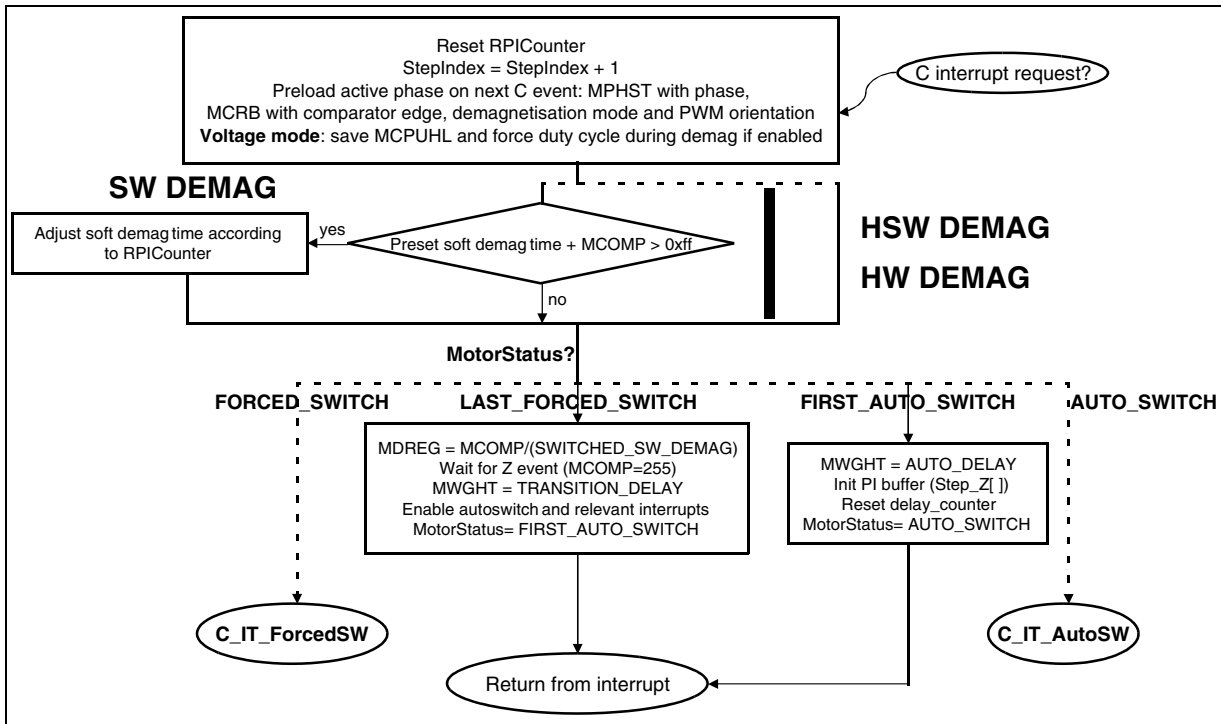 Reset RPICounter
StepIndex = StepIndex + 1
Preload active phase on next C event: MPHST with phase,
MCRB with comparator edge, demagnetisation mode and PWM orientation
Voltage mode: save MCPUHL and force duty cycle during demag if enabled
C interrupt request?
SW DEMAG
Adjust soft demag time according
to RPICounter
yes
Preset soft demag time + MCOMP > 0xff
no
HSW DEMAG
HW DEMAG
MotorStatus?
FORCED_SWITCH
LAST_FORCED_SWITCH
FIRST_AUTO_SWITCH
AUTO_SWITCH
MDREG = MCOMP/(SWITCHED_SW_DEMAG)
Wait for Z event (MCOMP=255)
MWGHT = TRANSITION_DELAY
Enable autoswitch and relevant interrupts
MotorStatus= FIRST_AUTO_SWITCH
MWGHT = AUTO_DELAY
Init PI buffer (Step_Z[ ])
Reset delay_counter
MotorStatus= AUTO_SWITCH
C_IT_ForcedSW
C_IT_AutoSW
Return from interrupt